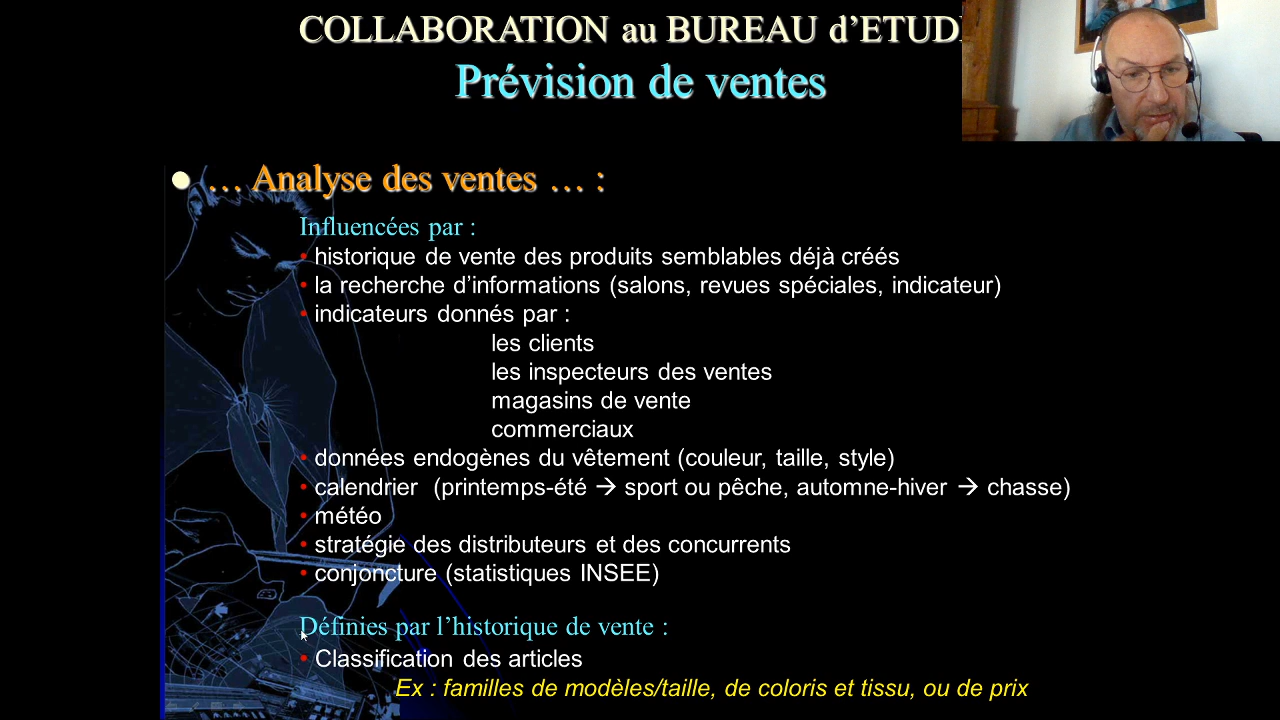 COLLABORATION au BUREAU d’ETUD
Prévision de ventes
… Analyse des ventes … :
Influencées par :
• historique de vente des produits semblables déjà créés
• la recherche d’informations (salons, revues spéciales, indicateur)
• indicateurs donnés par :
les clients
les inspecteurs des ventes
magasins de vente
commerciaux
• données endogènes du vêtement (couleur, taille, style)
• calendrier (printemps-été → sport ou pêche, automne-hiver → chasse)
• météo
• stratégie des distributeurs et des concurrents
• conjoncture (statistiques INSEE)
Définies par l’historique de vente :
• Classification des articles
Ex : familles de modèles/taille, de coloris et tissu, ou de prix